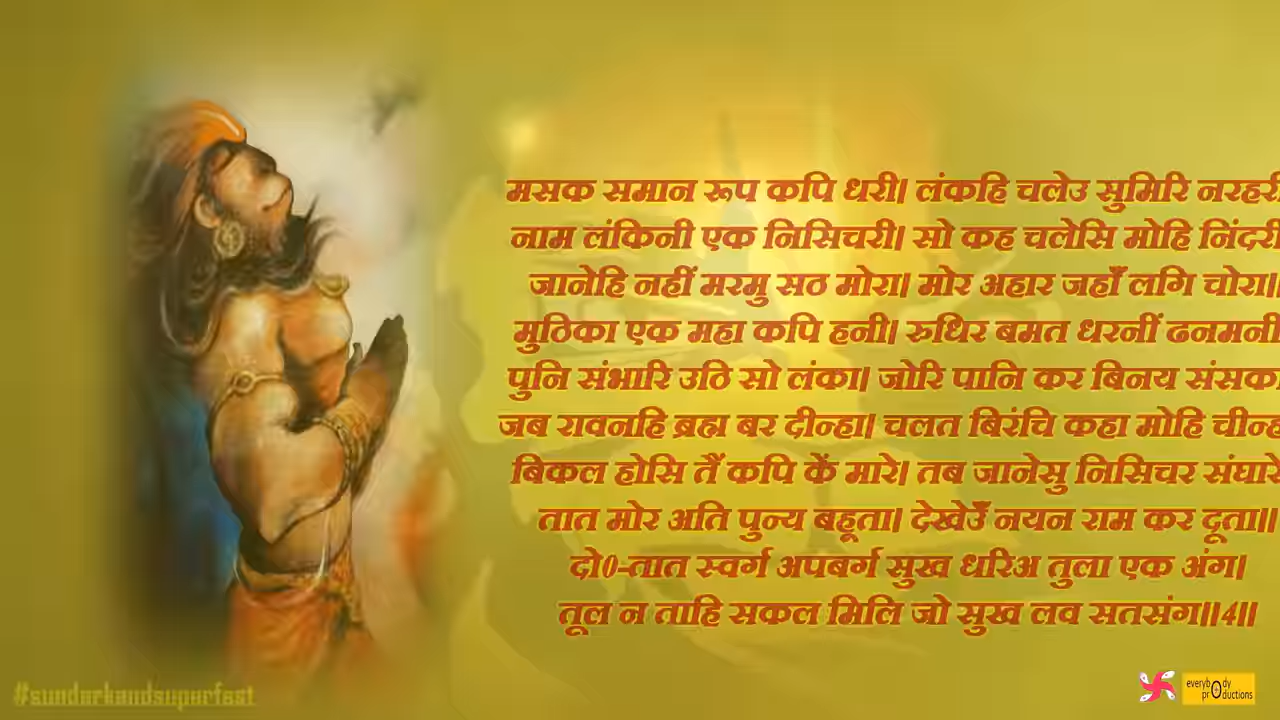 मसक समान रूप कपि धरी। लंकहि चलेउ सुमिरि नरहरी
नाम लंकिनी एक निसिचरी। सो कह चलेसि मोहि निंदरी
जानेहि नहीं मरमु सठ मोरा। मोर अहार जहाँ लगि चोरा॥
मुठिका एक महा कपि हनी। रुधिर बमत धरनीं ढनमनी
पुनि संभारि उठि सो लंका। जोरि पानि कर बिनय संसका
जब रावनहि ब्रह्म बर दीन्हा। चलत बिरंचि कहा मोहि चीन्ह
बिकल होसि तैं कपि कें मारे। तब जानेसु निसिचर संघारे
तात मोर अति पुन्य बहूता। देखेउँ नयन राम कर दूता॥
दो0-तात स्वर्ग अपबर्ग सुख धरिअ तुला एक अंग।
तूल न ताहि सकल मिलि जो सुख लव सतसंग॥4॥
#sundarkandsuperfast
everybody
productions